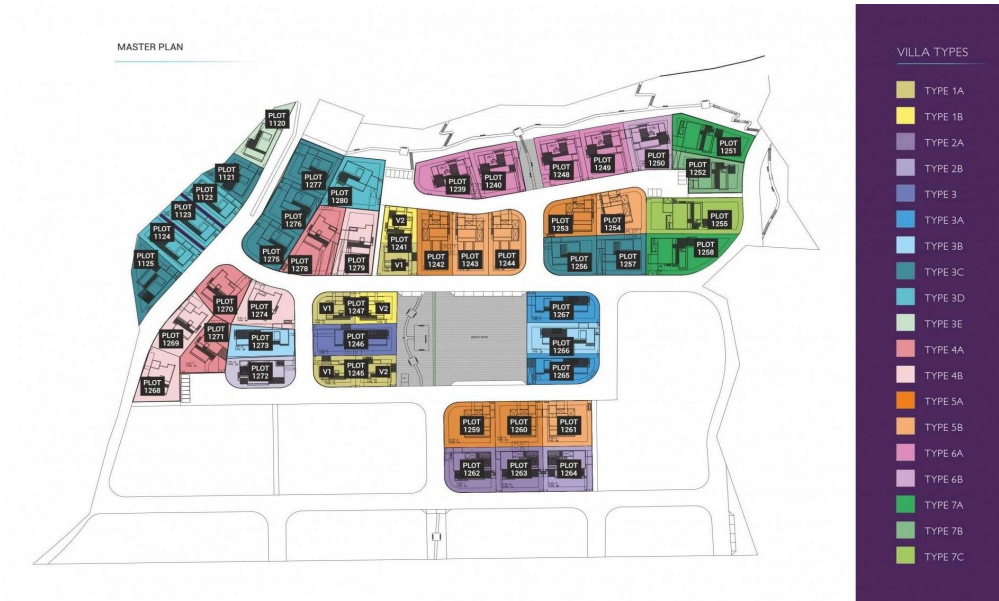 MASTER PLAN
VILLA TYPES
TYPE 1A
TYPE 1B
TYPE 2A
TYPE 2B
TYPE 3
TYPE 3A
TYPE 3B
TYPE 3C
TYPE 3D
TYPE 3E
TYPE 4A
TYPE 4B
TYPE 5A
TYPE 5B
TYPE 6A
TYPE 6B
TYPE 7A
TYPE 7B
TYPE 7C
PLOT
1120
PLOT
1121
PLOT
1122
PLOT
1123
PLOT
1124
PLOT
1125
PLOT
1277
PLOT
1280
PLOT
1276
PLOT
1275
PLOT
1278
PLOT
1279
V2
PLOT
1241
V1
PLOT
1242
PLOT
1243
PLOT
1244
PLOT
1239
PLOT
1240
PLOT
1248
PLOT
1249
PLOT
1250
PLOT
1251
PLOT
1252
PLOT
1253
PLOT
1254
PLOT
1255
PLOT
1256
PLOT
1257
PLOT
1258
PLOT
1270
PLOT
1274
PLOT
1269
PLOT
1271
PLOT
1273
PLOT
1272
PLOT
1268
V1
PLOT
1247
V2
PLOT
1246
V1
PLOT
1245
V2
PLOT
1267
PLOT
1266
PLOT
1265
PLOT
1259
PLOT
1260
PLOT
1261
PLOT
1262
PLOT
1263
PLOT
1264